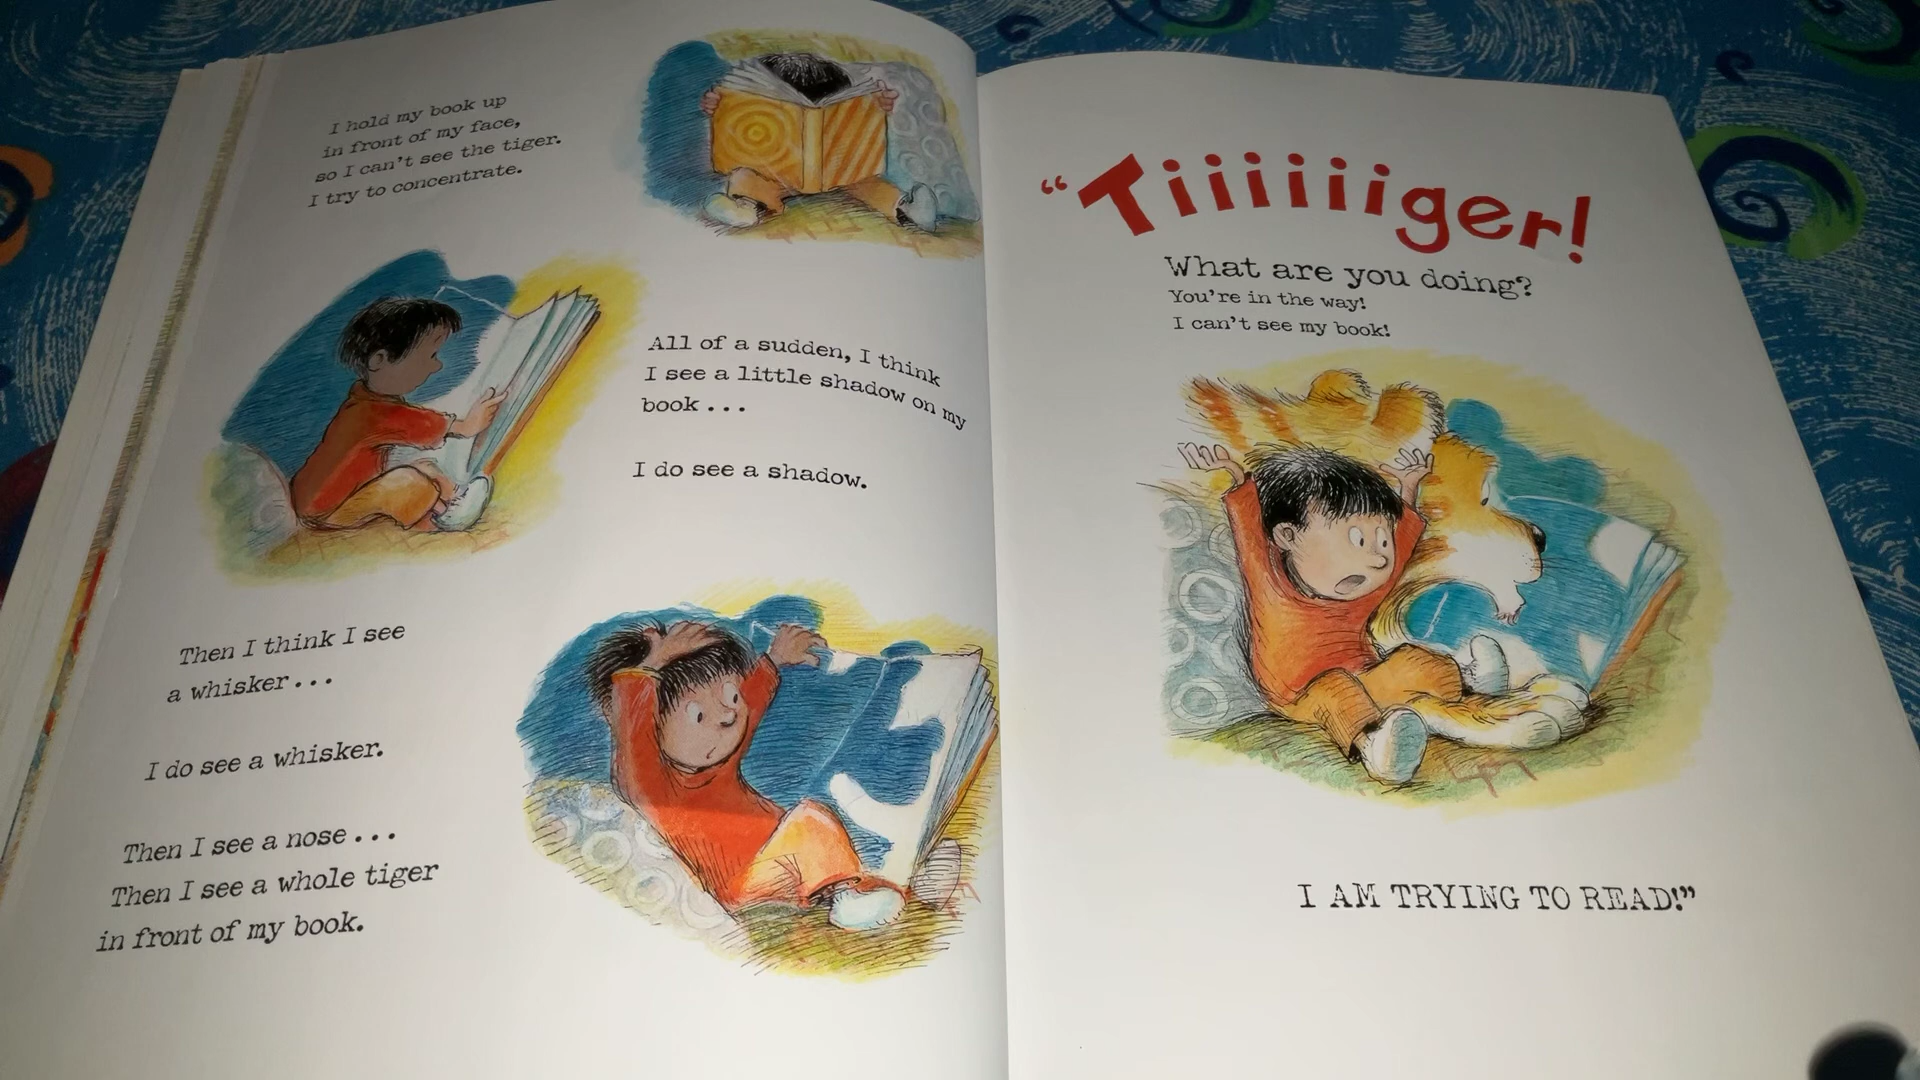 I hold my book up
in front of my face,
so I can't see the tiger.
I try to concentrate.
All of a sudden, I think
I see a little shadow on my
book...
I do see a shadow.
Then I think I see
a whisker...
I do see a whisker.
Then I see a nose...
Then I see a whole tiger
in front of my book.
“Tiiiiiiger!
What are you doing?
You're in the way!
I can't see my book!
I AM TRYING TO READ!”